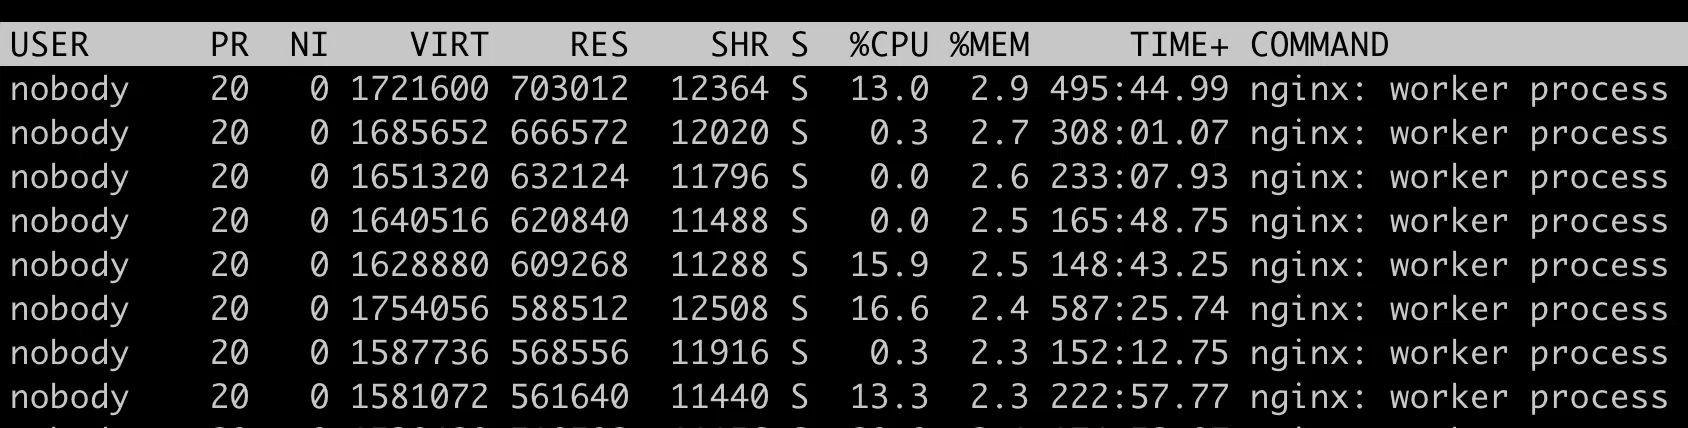 USER PR NI VIRT RES SHR S %CPU %MEM TIME+ COMMAND
nobody 20 0 1721600 703012 12364 S 13.0 2.9 495:44.99 nginx: worker process
nobody 20 0 1685652 666572 12020 S 0.3 2.7 308:01.07 nginx: worker process
nobody 20 0 1651320 632124 11796 S 0.0 2.6 233:07.93 nginx: worker process
nobody 20 0 1640516 620840 11488 S 0.0 2.5 165:48.75 nginx: worker process
nobody 20 0 1628880 609268 11288 S 15.9 2.5 148:43.25 nginx: worker process
nobody 20 0 1754056 588512 12508 S 16.6 2.4 587:25.74 nginx: worker process
nobody 20 0 1587736 568556 11916 S 0.3 2.3 152:12.75 nginx: worker process
nobody 20 0 1581072 561640 11440 S 13.3 2.3 222:57.77 nginx: worker process